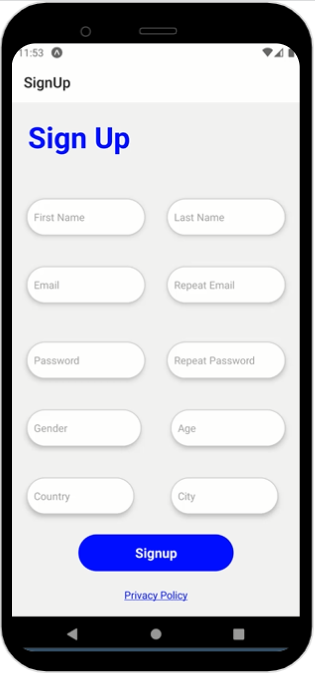 11:53
SignUp
Sign Up
First Name Last Name
Email Repeat Email
Password Repeat Password
Gender Age
Country City
Signup
Privacy Policy